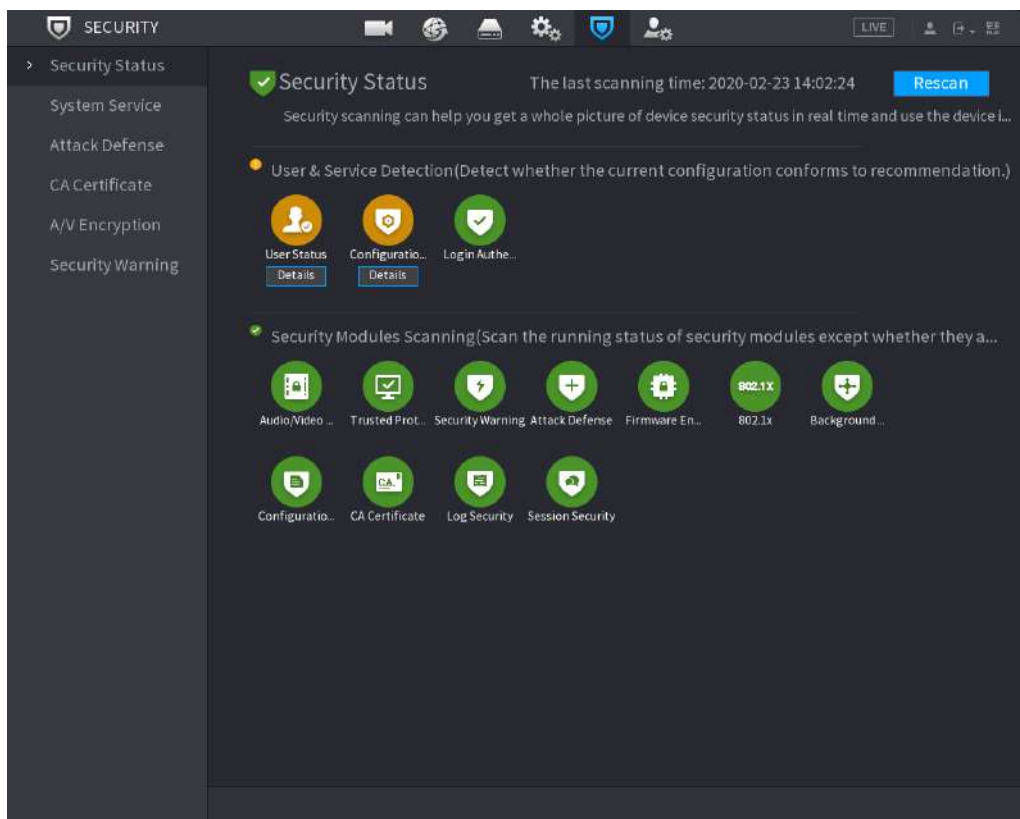 SECURITY
LIVE
Security Status
System Service
Attack Defense
CA Certificate
A/V Encryption
Security Warning
Security Status The last scanning time: 2020-02-23 14:02:24 Rescan
Security scanning can help you get a whole picture of device security status in real time and use the device i...
User & Service Detection(Detect whether the current configuration conforms to recommendation.)
User Status Configuratio... Login Authe...
Details Details
Security Modules Scanning(Scan the running status of security modules except whether they a...
802.1X
Audio/Video ... Trusted Prot... Security Warning Attack Defense Firmware En... 802.1x Background...
CA.
Configuratio... CA Certificate Log Security Session Security